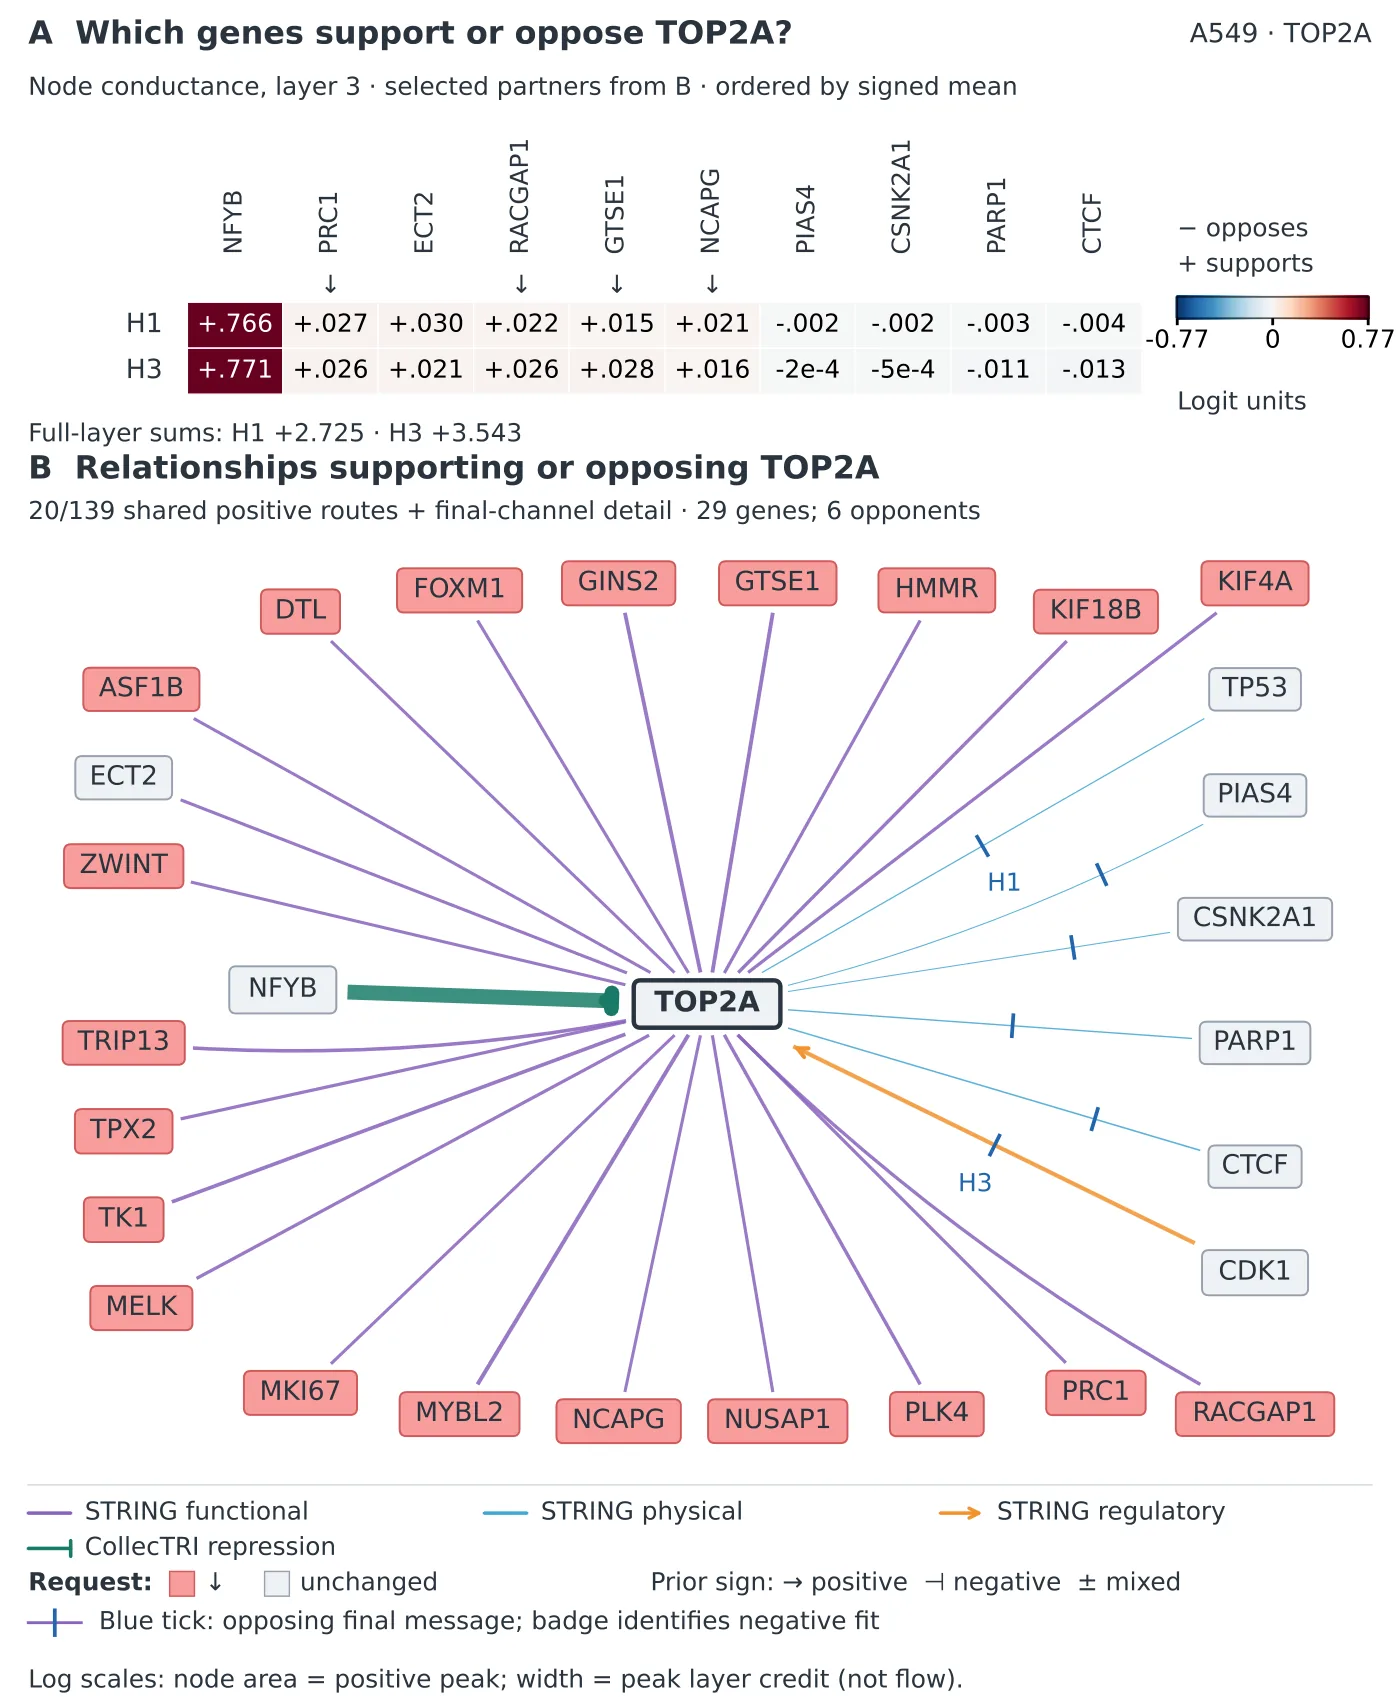 A Which genes support or oppose TOP2A?
A549 · TOP2A
Node conductance, layer 3 · selected partners from B · ordered by signed mean
NFYB PRC1 ECT2 RACGAP1 GTSE1 NCAPG PIAS4 CSNK2A1 PARP1 CTCF
↓ ↓ ↓ ↓
H1 +.766 +.027 +.030 +.022 +.015 +.021 -.002 -.002 -.003 -.004
H3 +.771 +.026 +.021 +.026 +.028 +.016 -2e-4 -5e-4 -.011 -.013
− opposes
+ supports
-0.77 0 0.77
Logit units
Full-layer sums: H1 +2.725 · H3 +3.543
B Relationships supporting or opposing TOP2A
20/139 shared positive routes + final-channel detail · 29 genes; 6 opponents
DTL
FOXM1
GINS2
GTSE1
HMMR
KIF18B
KIF4A
ASF1B
TP53
ECT2
PIAS4
ZWINT
H1
CSNK2A1
NFYB
TOP2A
TRIP13
PARP1
TPX2
CTCF
H3
TK1
CDK1
MELK
MKI67
MYBL2
NCAPG
NUSAP1
PLK4
PRC1
RACGAP1
STRING functional
STRING physical
STRING regulatory
CollecTRI repression
Request: ↓ unchanged
Prior sign: → positive ⊣ negative ± mixed
Blue tick: opposing final message; badge identifies negative fit
Log scales: node area = positive peak; width = peak layer credit (not flow).